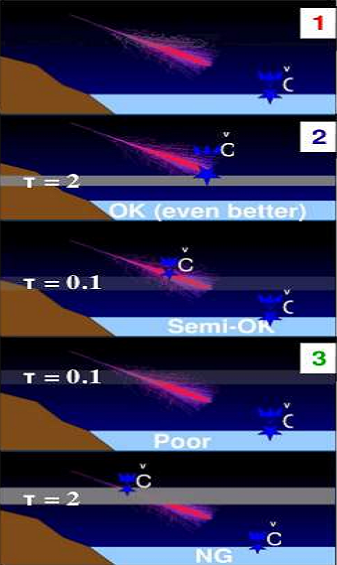 1
Č
2
Č
τ = 2
OK (even better)
Č
τ = 0.1
Č
Semi-OK
3
τ = 0.1
Č
Poor
Č
τ = 2
Č
NG